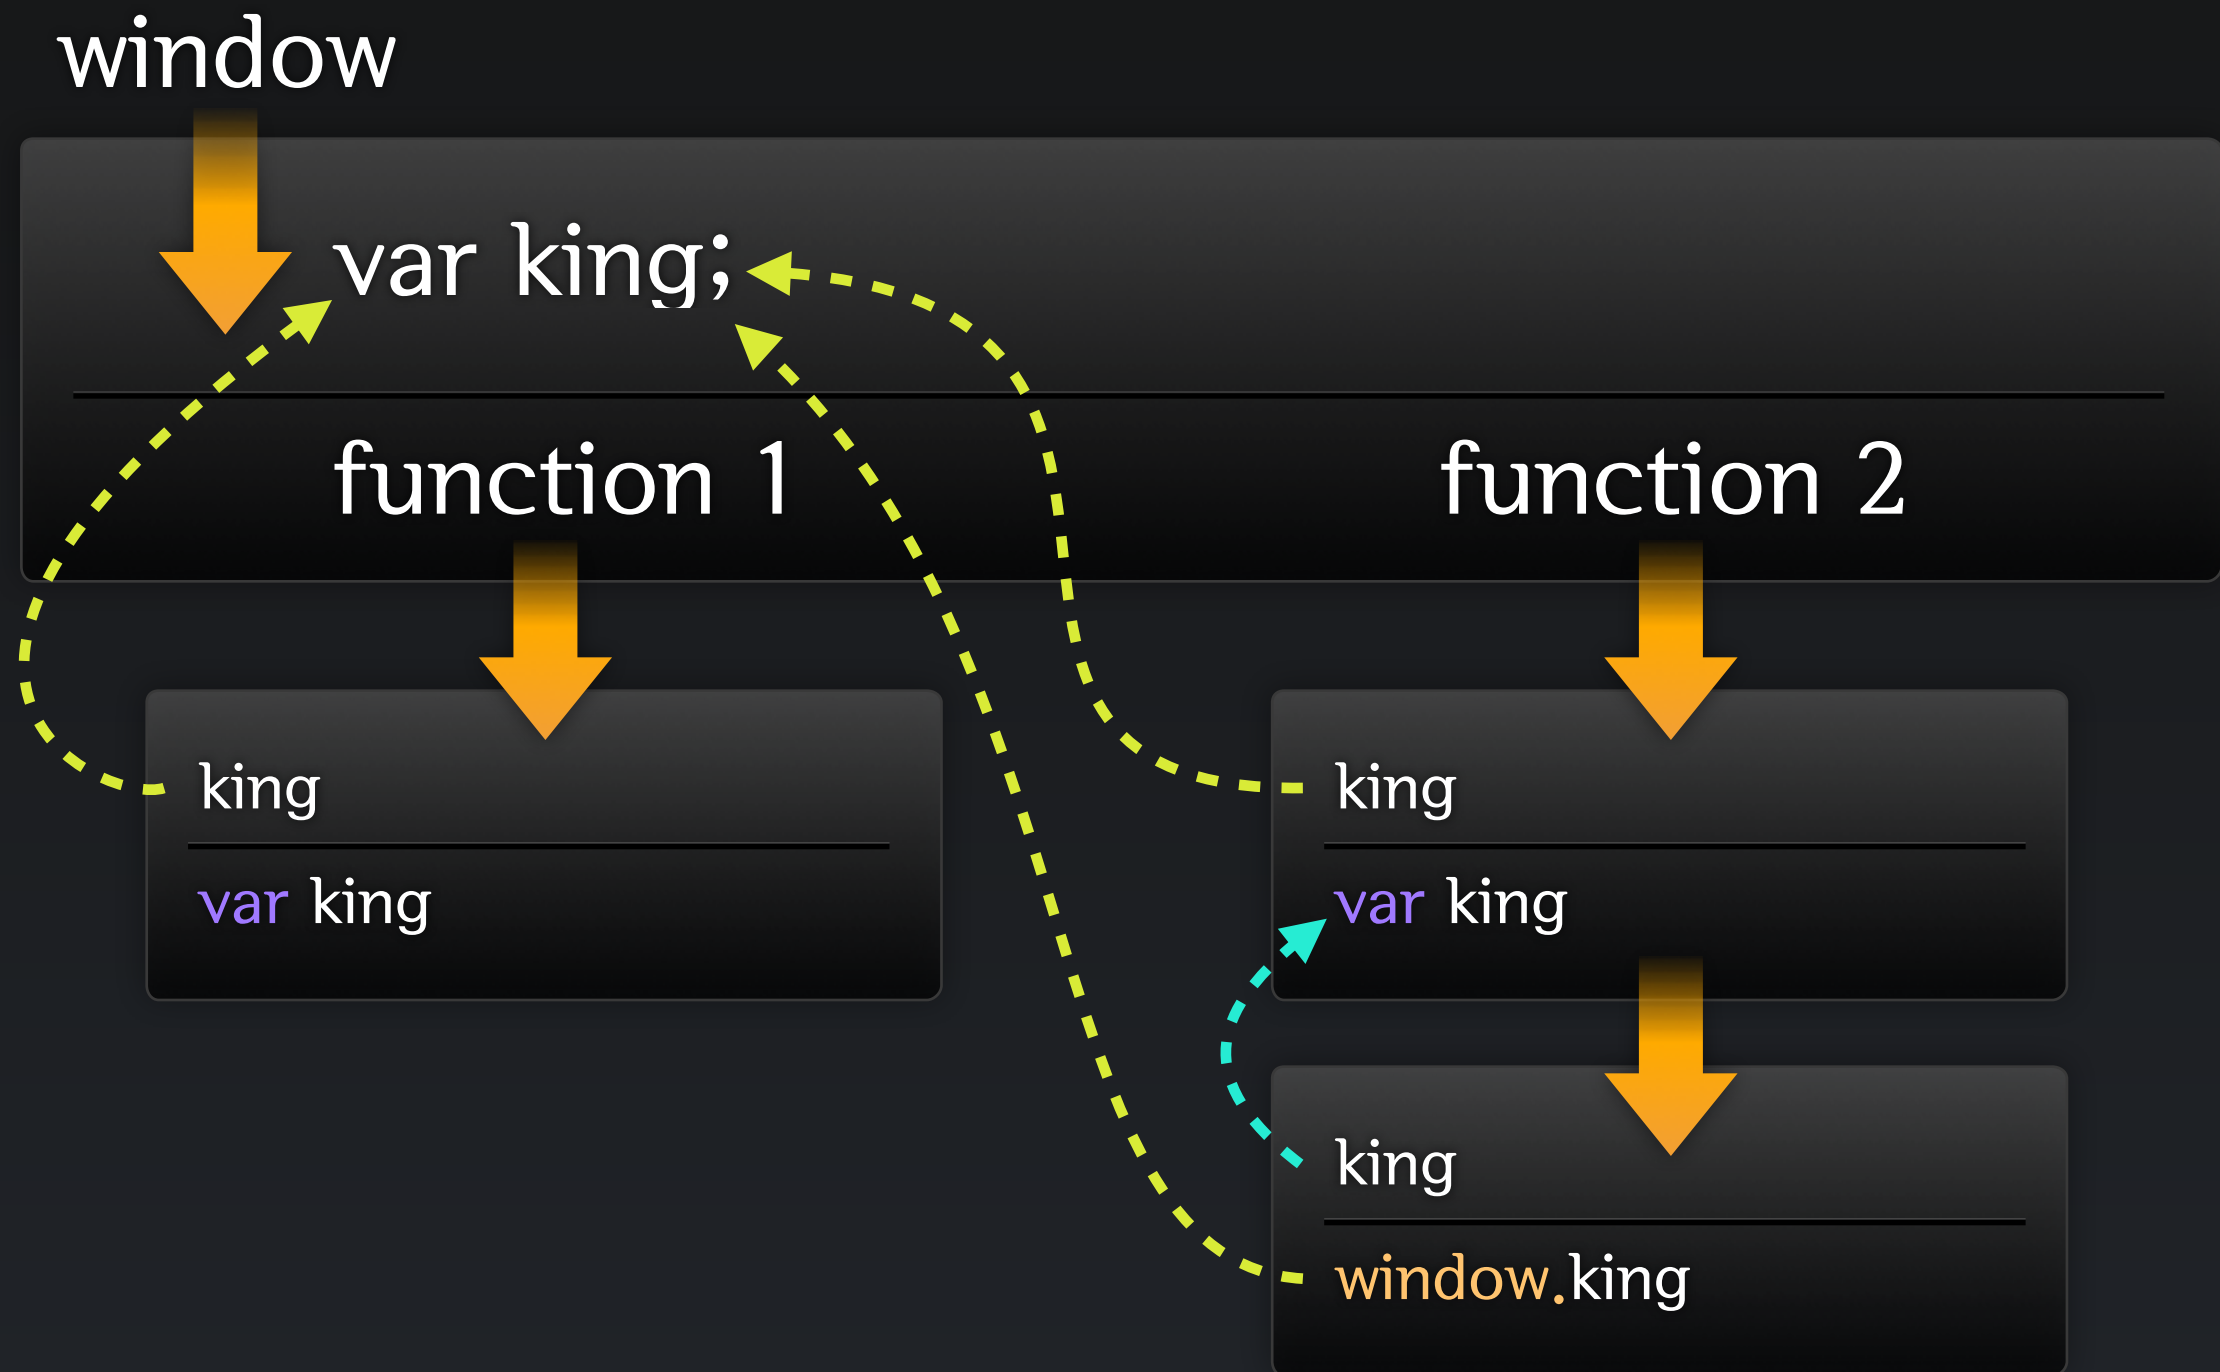 window
var king;
function 1
function 2
king
var king
king
var king
king
window.king